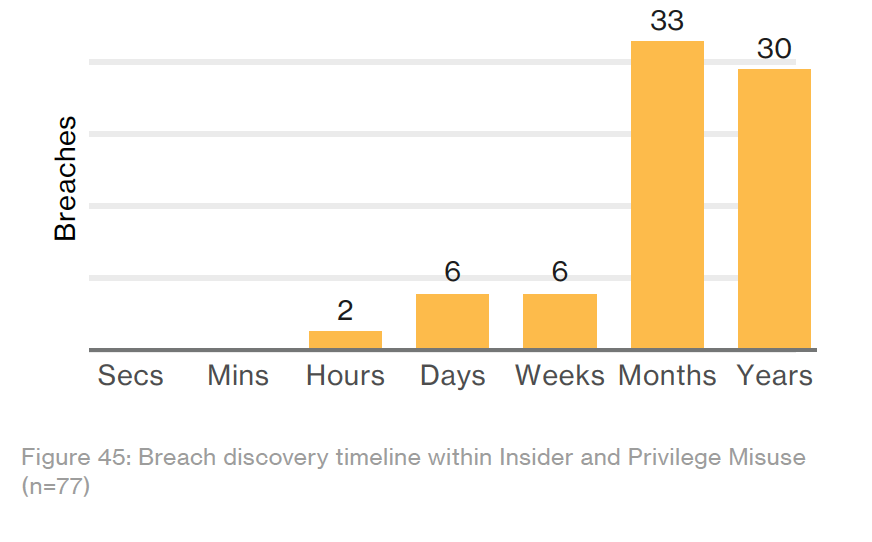 33
30
Breaches
6
6
2
Secs Mins Hours Days Weeks Months Years
Figure 45: Breach discovery timeline within Insider and Privilege Misuse
(n=77)